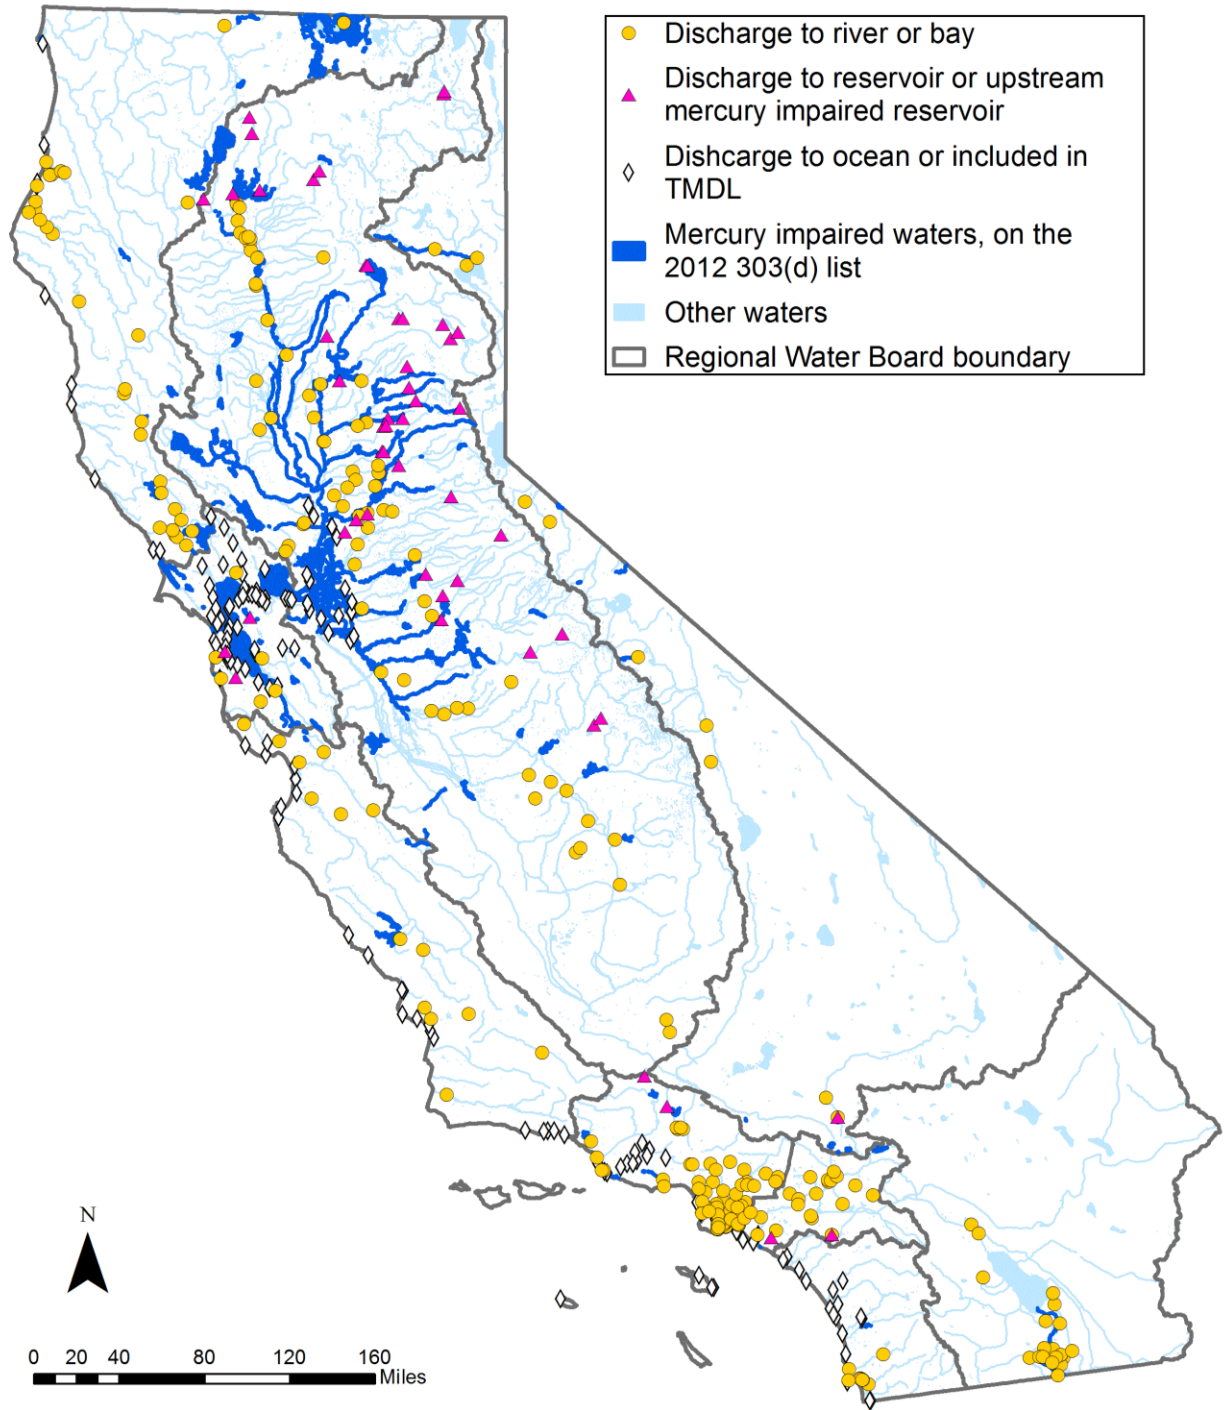 Discharge to river or bay
Discharge to reservoir or upstream
mercury impaired reservoir
Dishcarge to ocean or included in
TMDL
Mercury impaired waters, on the
2012 303(d) list
Other waters
Regional Water Board boundary
N
0 20 40 80 120 160
Miles